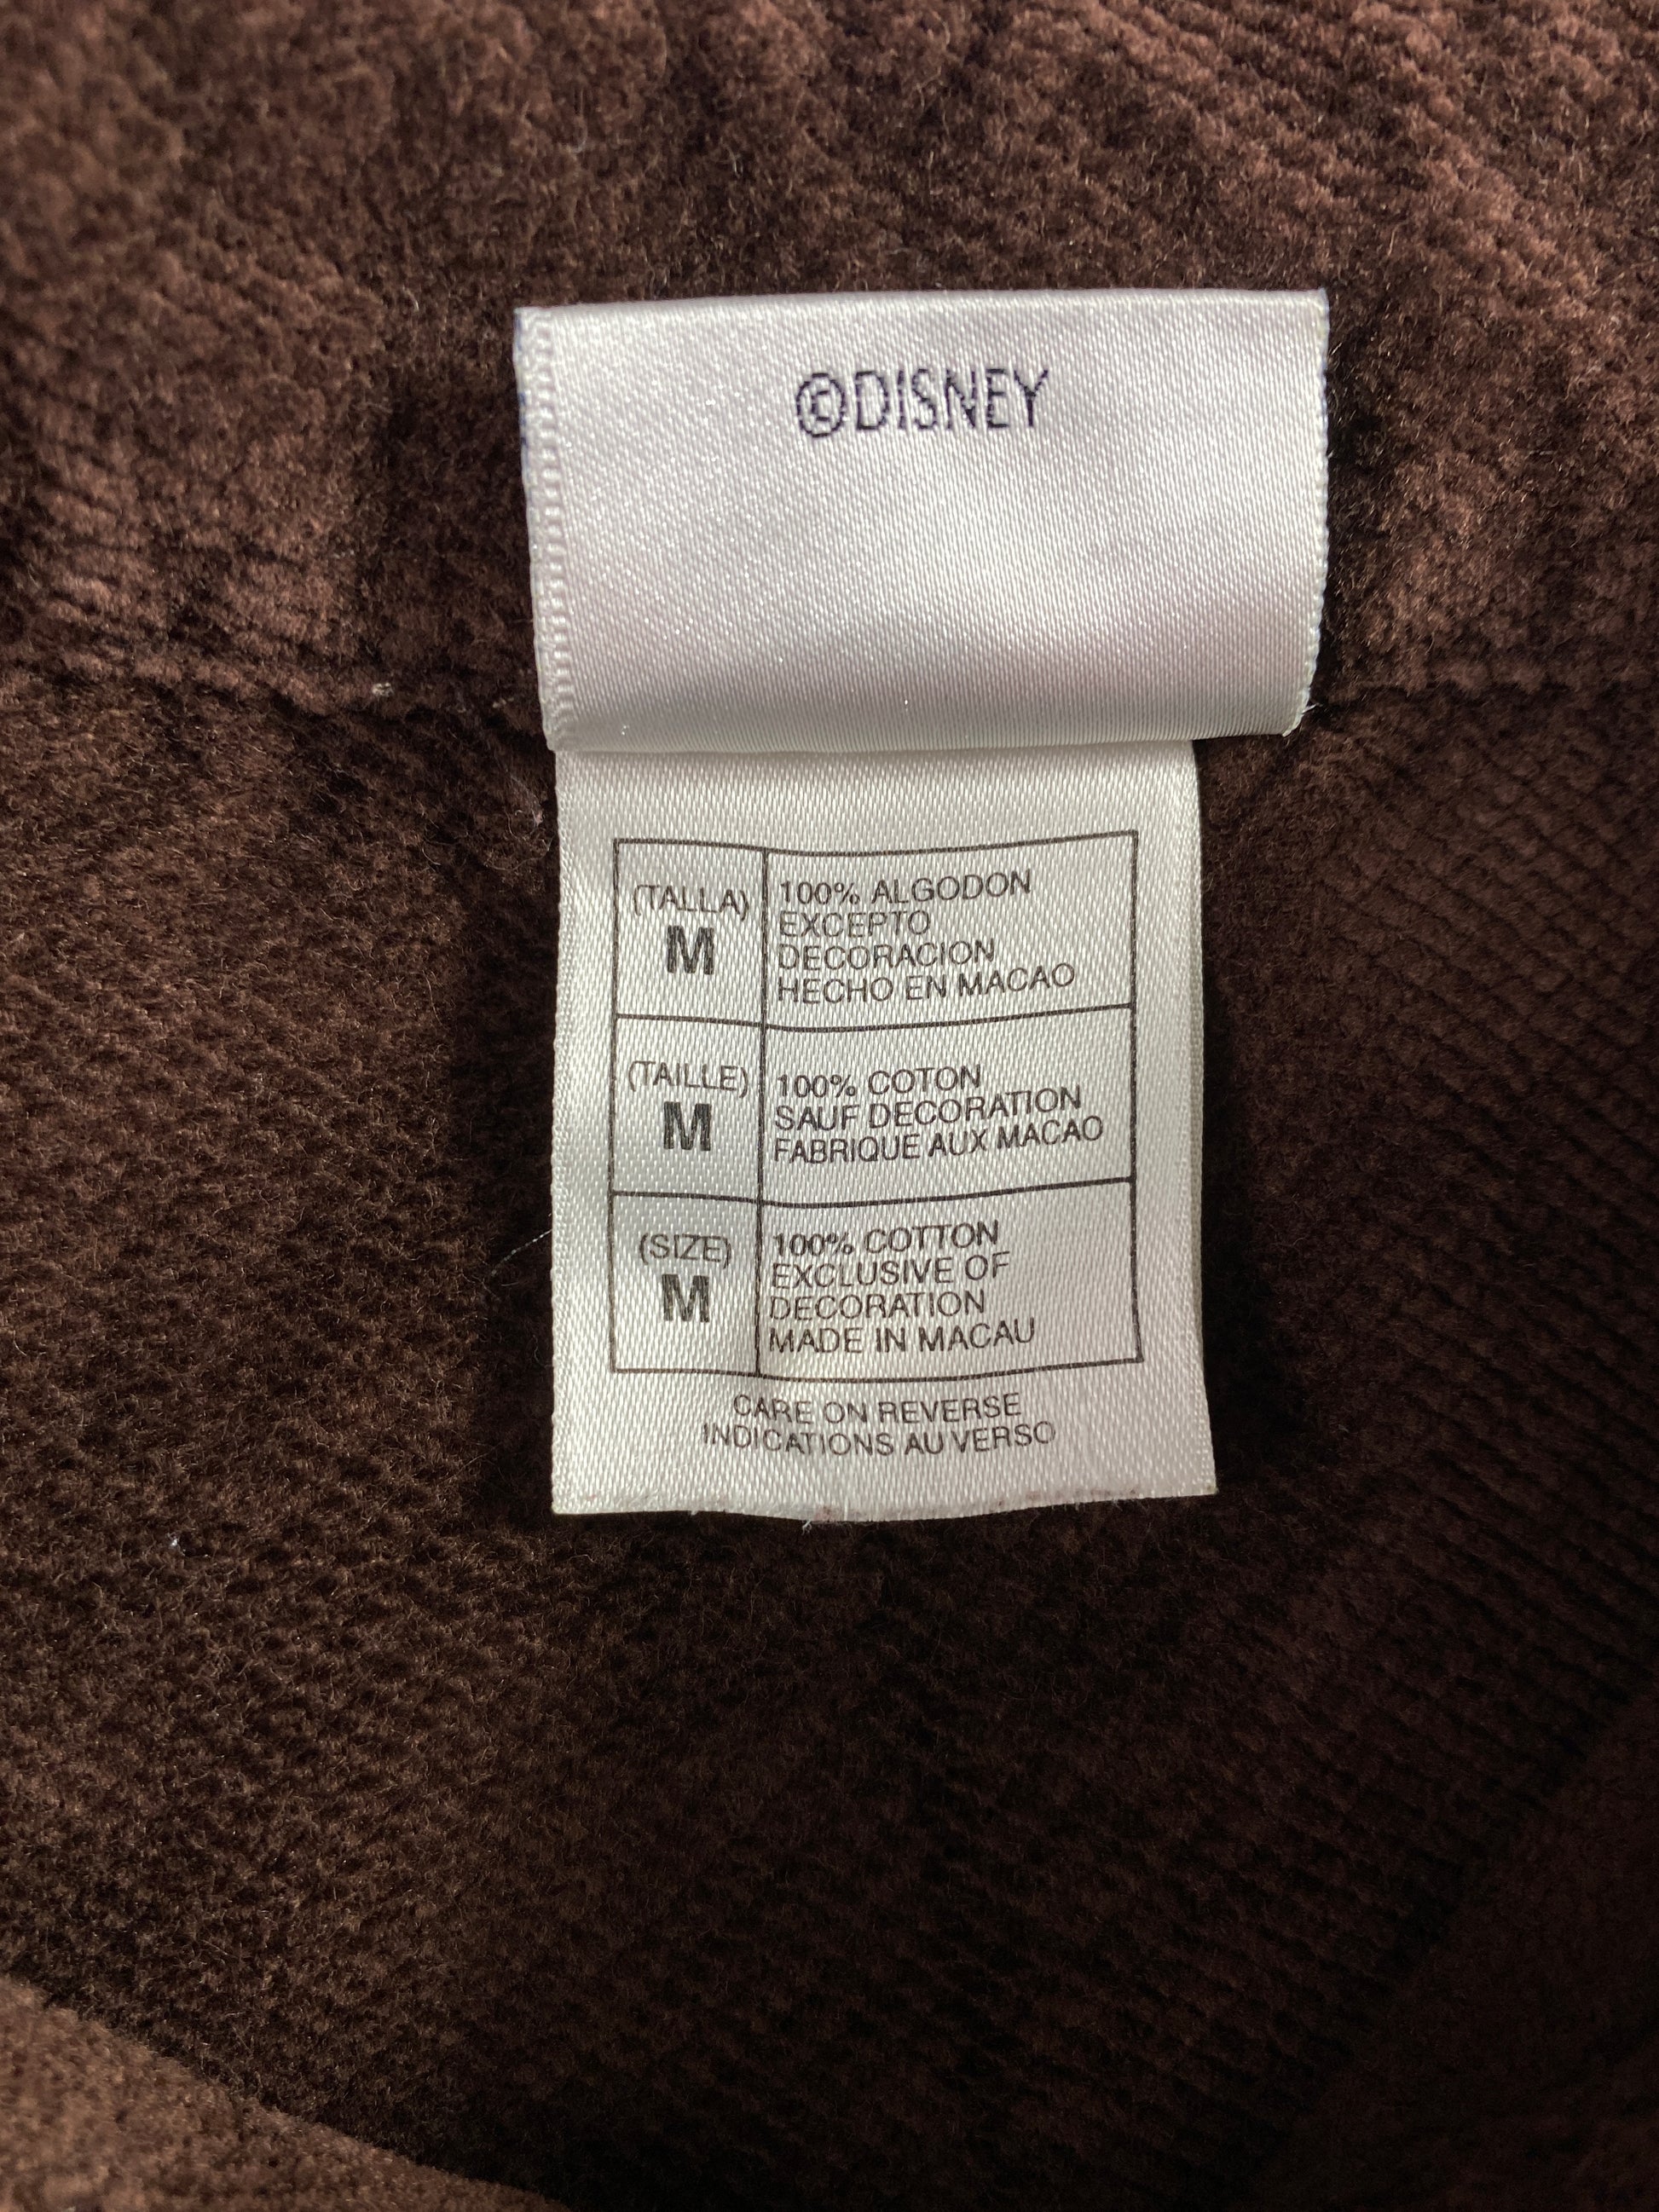 ©DISNEY
(TALLA)
M
100% ALGODON
EXCEPTO
DECORACION
HECHO EN MACAO
(TAILLE)
M
100% COTON
SAUF DECORATION
FABRIQUE AUX MACAO
(SIZE)
M
100% COTTON
EXCLUSIVE OF
DECORATION
MADE IN MACAU
CARE ON REVERSE
INDICATIONS AU VERSO